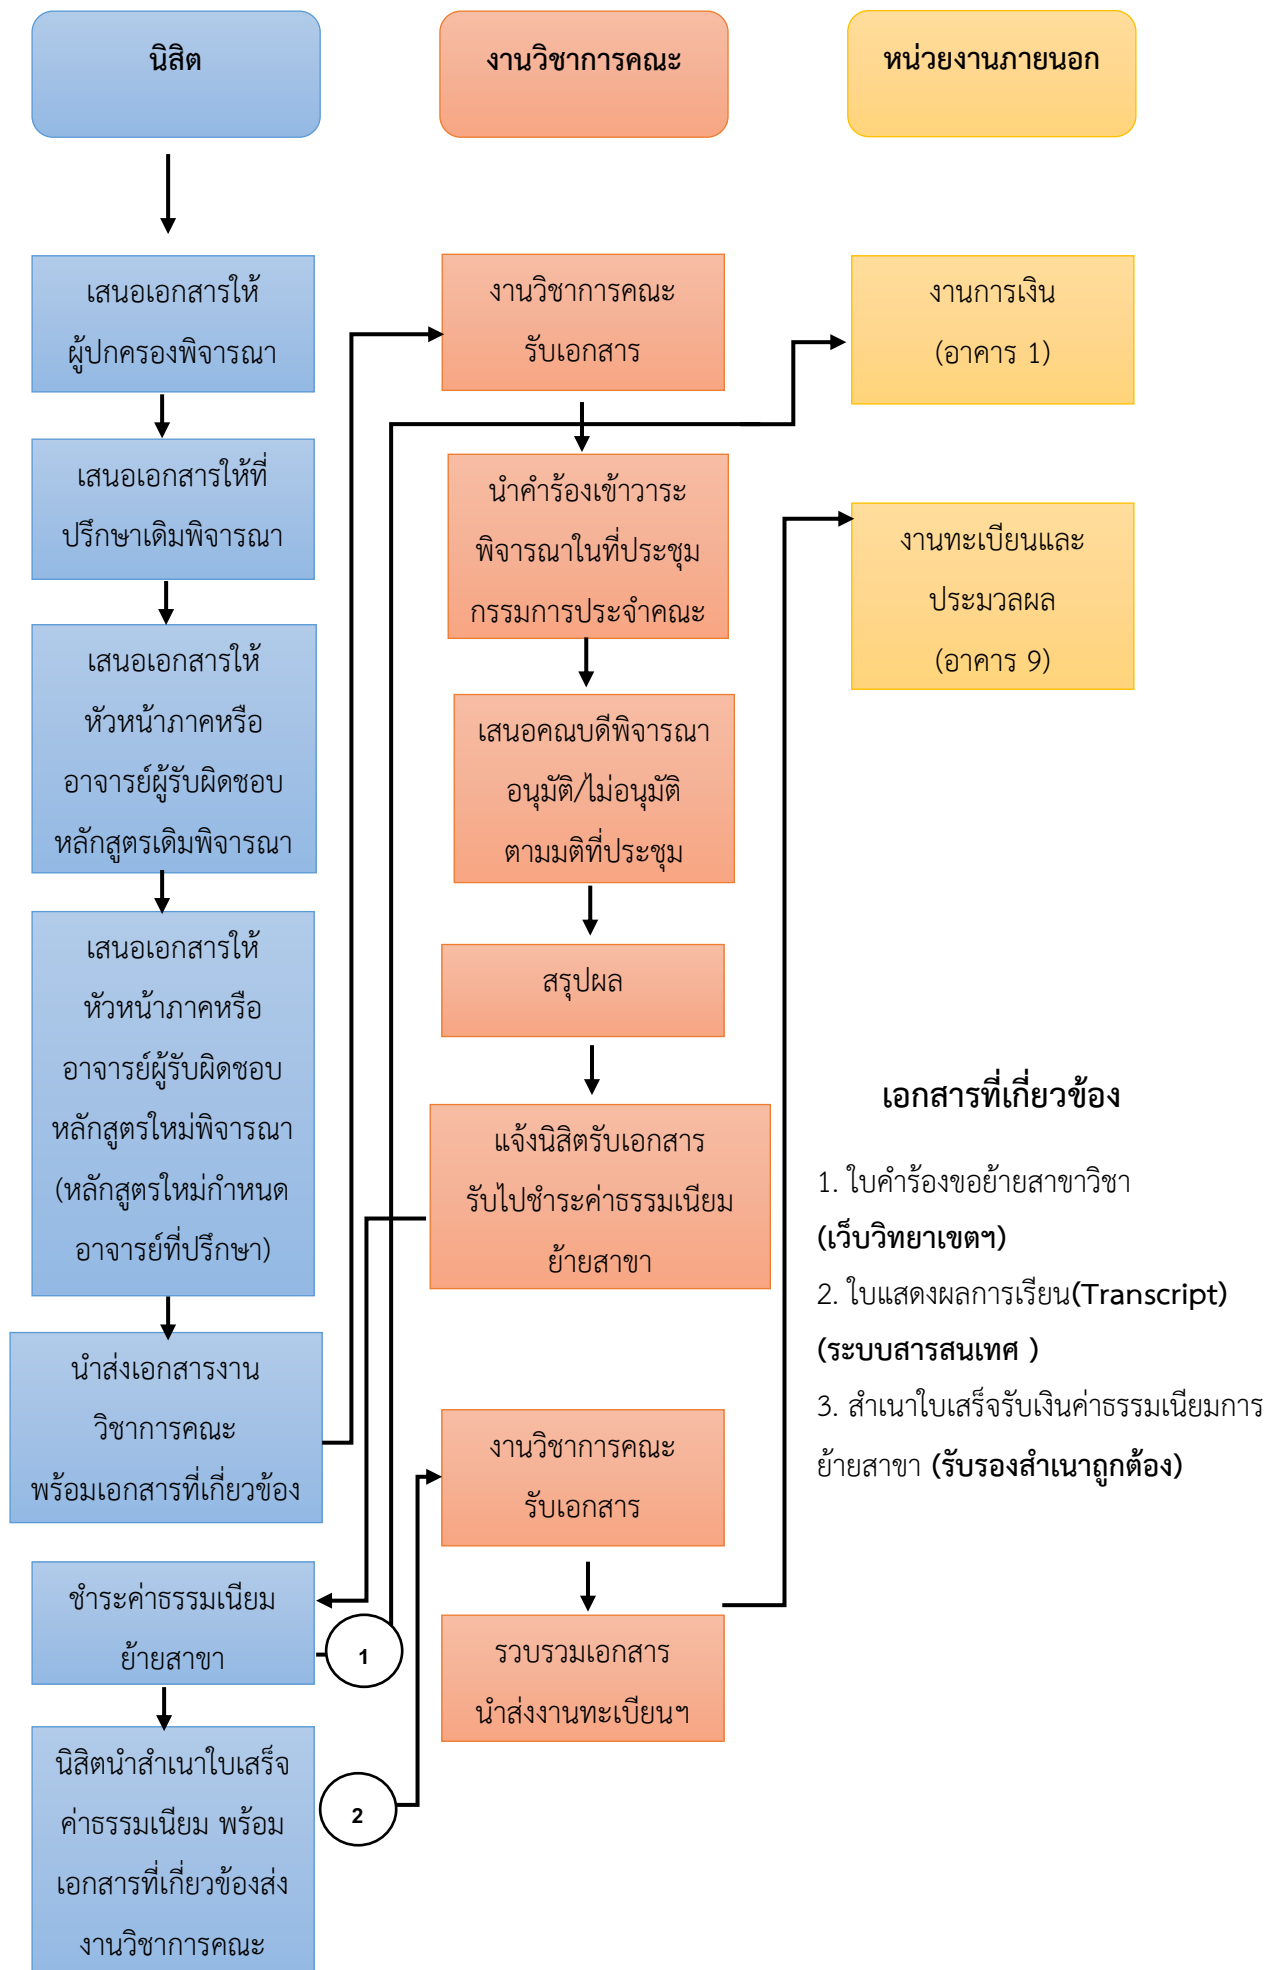 นิสิต
งานวิชาการคณะ
หน่วยงานภายนอก
เสนอเอกสารให้
ผู้ปกครองพิจารณา
เสนอเอกสารให้ที่
ปรึกษาเดิมพิจารณา
เสนอเอกสารให้
หัวหน้าภาคหรือ
อาจารย์ผู้รับผิดชอบ
หลักสูตรเดิมพิจารณา
เสนอเอกสารให้
หัวหน้าภาคหรือ
อาจารย์ผู้รับผิดชอบ
หลักสูตรใหม่พิจารณา
(หลักสูตรใหม่กำหนด
อาจารย์ที่ปรึกษา)
นำส่งเอกสารงาน
วิชาการคณะ
พร้อมเอกสารที่เกี่ยวข้อง
ชำระค่าธรรมเนียม
ย้ายสาขา
1
นิสิตนำสำเนาใบเสร็จ
ค่าธรรมเนียม พร้อม
เอกสารที่เกี่ยวข้องส่ง
งานวิชาการคณะ
2
งานวิชาการคณะ
รับเอกสาร
นำคำร้องเข้าวาระ
พิจารณาในที่ประชุม
กรรมการประจำคณะ
เสนอคณบดีพิจารณา
อนุมัติ/ไม่อนุมัติ
ตามมติที่ประชุม
สรุปผล
แจ้งนิสิตรับเอกสาร
รับไปชำระค่าธรรมเนียม
ย้ายสาขา
งานวิชาการคณะ
รับเอกสาร
รวบรวมเอกสาร
นำส่งงานทะเบียนฯ
งานการเงิน
(อาคาร 1)
งานทะเบียนและ
ประมวลผล
(อาคาร 9)
เอกสารที่เกี่ยวข้อง
1. ใบคำร้องขอย้ายสาขาวิชา
(เว็บวิทยาเขตฯ)
2. ใบแสดงผลการเรียน(Transcript)
(ระบบสารสนเทศ )
3. สำเนาใบเสร็จรับเงินค่าธรรมเนียมการ
ย้ายสาขา (รับรองสำเนาถูกต้อง)